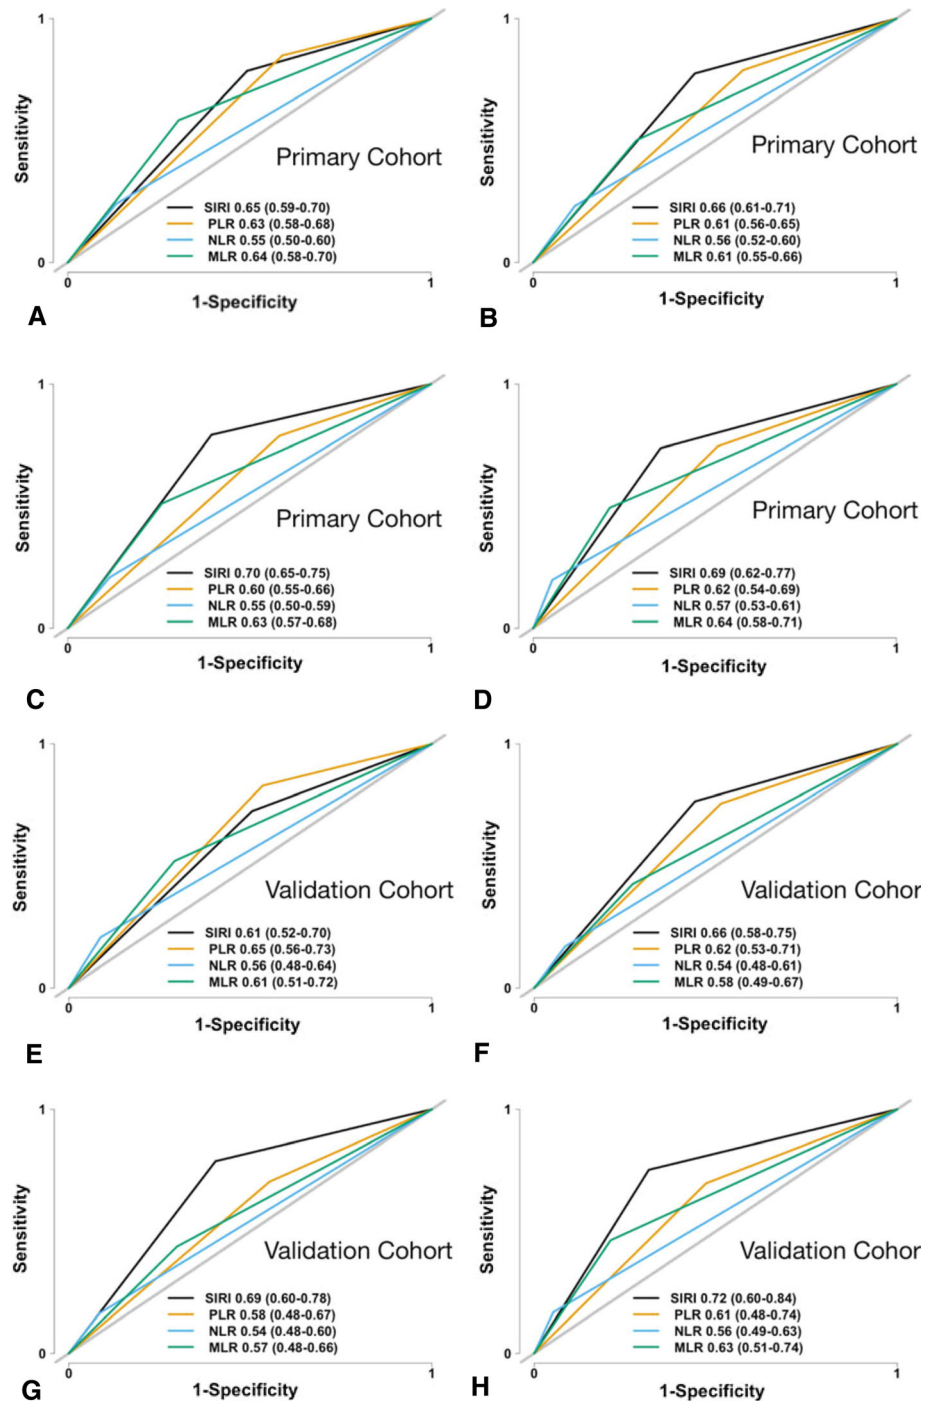 1
Sensitivity
Primary Cohort
SIRI 0.65 (0.59-0.70)
PLR 0.63 (0.58-0.68)
NLR 0.55 (0.50-0.60)
MLR 0.64 (0.58-0.70)
0
0
1
1-Specificity
A
1
Sensitivity
Primary Cohort
SIRI 0.66 (0.61-0.71)
PLR 0.61 (0.56-0.65)
NLR 0.56 (0.52-0.60)
MLR 0.61 (0.55-0.66)
0
0
1
1-Specificity
B
1
Sensitivity
Primary Cohort
SIRI 0.70 (0.65-0.75)
PLR 0.60 (0.55-0.66)
NLR 0.55 (0.50-0.59)
MLR 0.63 (0.57-0.68)
0
0
1
1-Specificity
C
1
Sensitivity
Primary Cohort
SIRI 0.69 (0.62-0.77)
PLR 0.62 (0.54-0.69)
NLR 0.57 (0.53-0.61)
MLR 0.64 (0.58-0.71)
0
0
1
1-Specificity
D
1
Sensitivity
Validation Cohort
SIRI 0.61 (0.52-0.70)
PLR 0.65 (0.56-0.73)
NLR 0.56 (0.48-0.64)
MLR 0.61 (0.51-0.72)
0
0
1
1-Specificity
E
1
Sensitivity
Validation Cohor
SIRI 0.66 (0.58-0.75)
PLR 0.62 (0.53-0.71)
NLR 0.54 (0.48-0.61)
MLR 0.58 (0.49-0.67)
0
0
1
1-Specificity
F
1
Sensitivity
Validation Cohort
SIRI 0.69 (0.60-0.78)
PLR 0.58 (0.48-0.67)
NLR 0.54 (0.48-0.60)
MLR 0.57 (0.48-0.66)
0
0
1
1-Specificity
G
1
Sensitivity
Validation Cohor
SIRI 0.72 (0.60-0.84)
PLR 0.61 (0.48-0.74)
NLR 0.56 (0.49-0.63)
MLR 0.63 (0.51-0.74)
0
0
1
1-Specificity
H